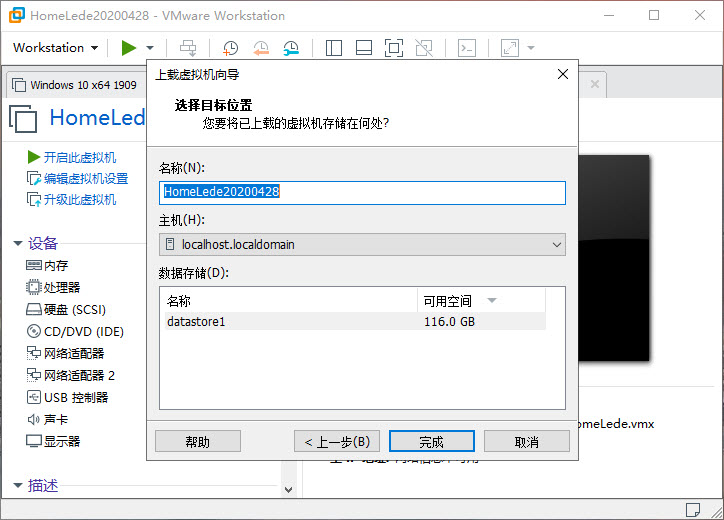 HomeLede20200428 - VMware Workstation
Workstation
Windows 10 x64 1909
HomeLede
开启此虚拟机
编辑虚拟机设置
升级此虚拟机
设备
内存
处理器
硬盘 (SCSI)
CD/DVD (IDE)
网络适配器
网络适配器 2
USB 控制器
声卡
显示器
描述
上载虚拟机向导
选择目标位置
您要将已上载的虚拟机存储在何处?
名称(N):
HomeLede20200428
主机(H):
localhost.localdomain
数据存储(D):
名称 可用空间
datastore1 116.0 GB
帮助 < 上一步(B) 完成 取消
omeLede.vmx